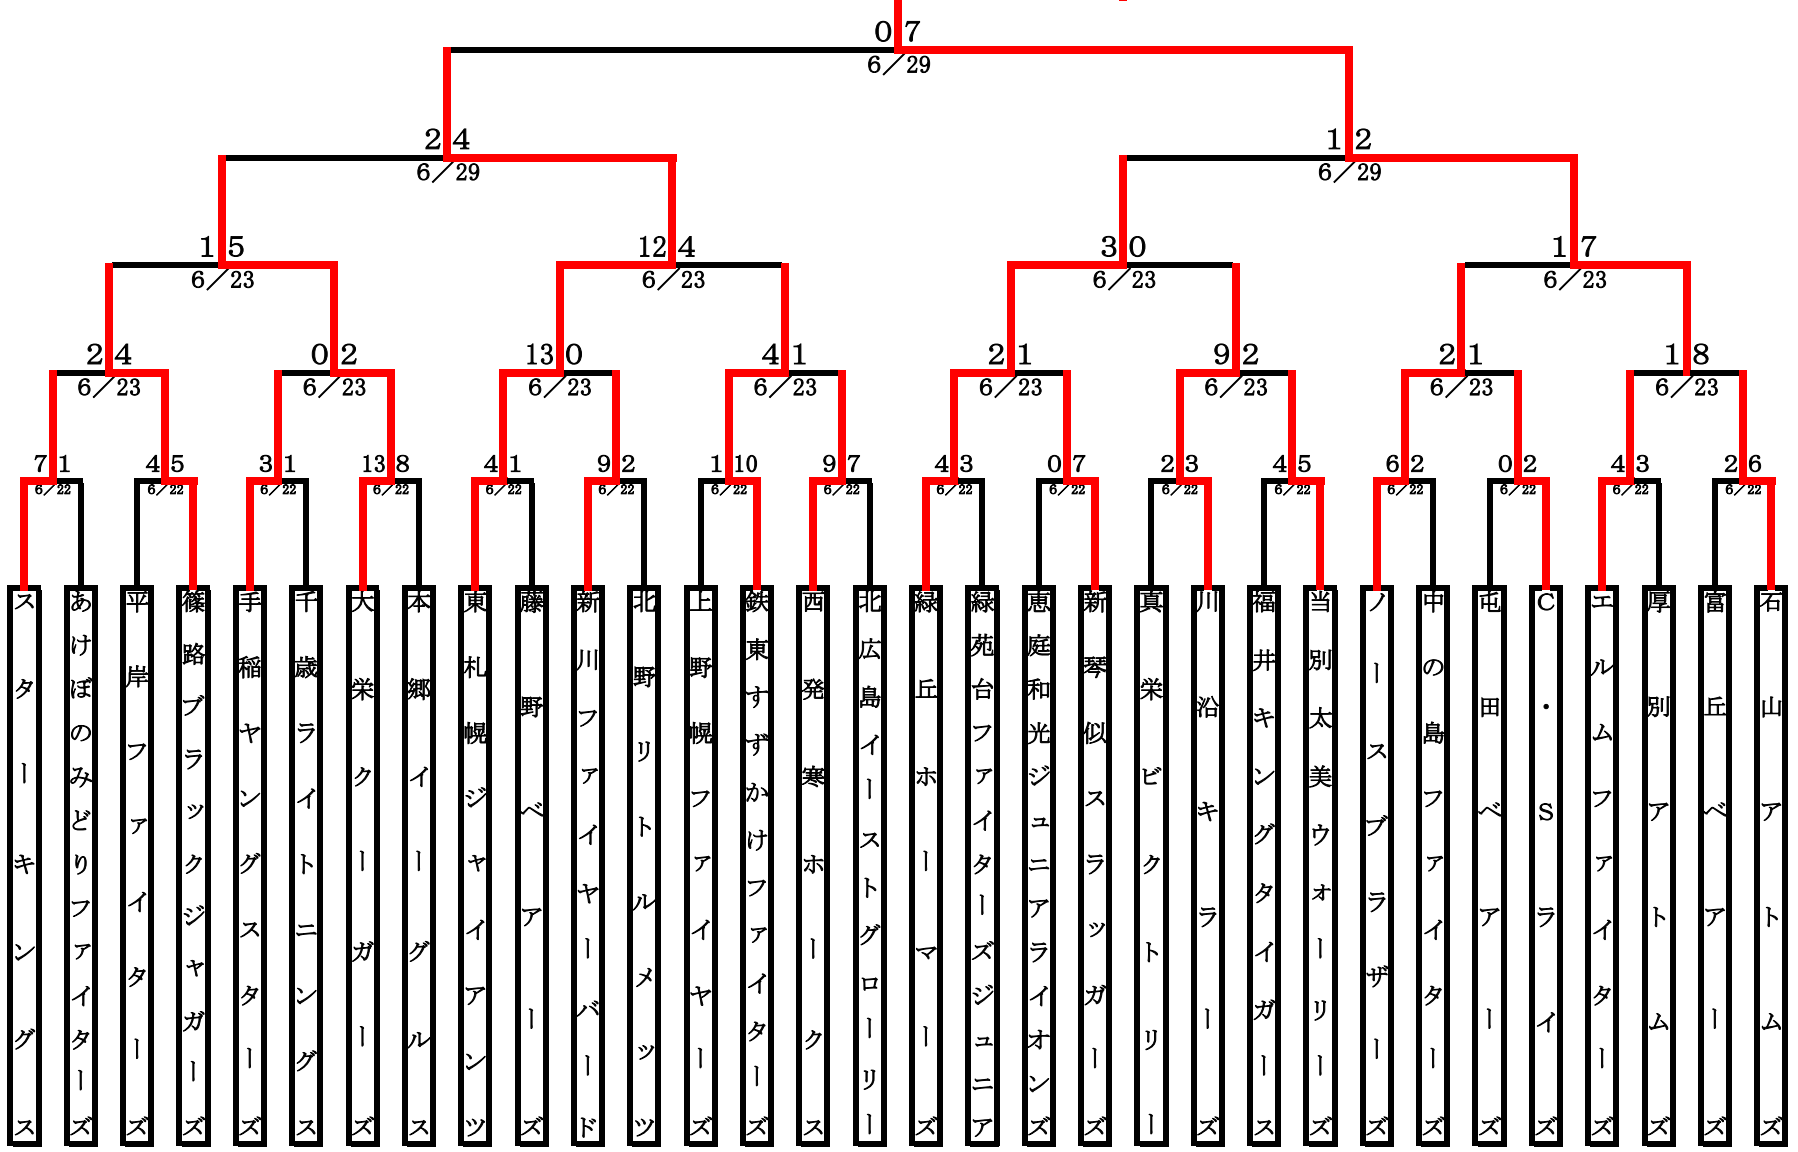 0 7
6／29
2 4
6／29
1 2
6／29
1 5
6／23
12 4
6／23
3 0
6／23
1 7
6／23
2 4
6／23
0 2
6／23
13 0
6／23
4 1
6／23
2 1
6／23
9 2
6／23
2 1
6／23
1 8
6／23
7 1
6／22
4 5
6／22
3 1
6／22
13 8
6／22
4 1
6／22
9 2
6／22
1 10
6／22
9 7
6／22
4 3
6／22
0 7
6／22
2 3
6／22
4 5
6／22
6 2
6／22
0 2
6／22
4 3
6／22
2 6
6／22
スターキングス
あけぼのみどりファイターズ
平岸ファイターズ
篠路ブラックジャガーズ
手稲ヤングスターズ
千歳ライトニングス
大栄クーガーズ
本郷イーグルス
東札幌ジャイアンツ
藤野ベアーズ
新川ファイヤーバード
北野リトルメッツ
上野幌ファイヤーズ
鉄東すずかけファイターズ
西発寒ホークス
北広島イーストグローリー
緑丘ホーマーズ
緑苑台ファイターズジュニア
恵庭和光ジュニアライオンズ
新琴似スラッガーズ
真栄ビクトリー
川沿キラーズ
福井キングタイガース
当別太美ウォーリーズ
ノースブラザーズ
中の島ファイターズ
屯田ベアーズ
C・Sライズ
エルムファイターズ
厚別アトムズ
富丘ベアーズ
石山アトムズ